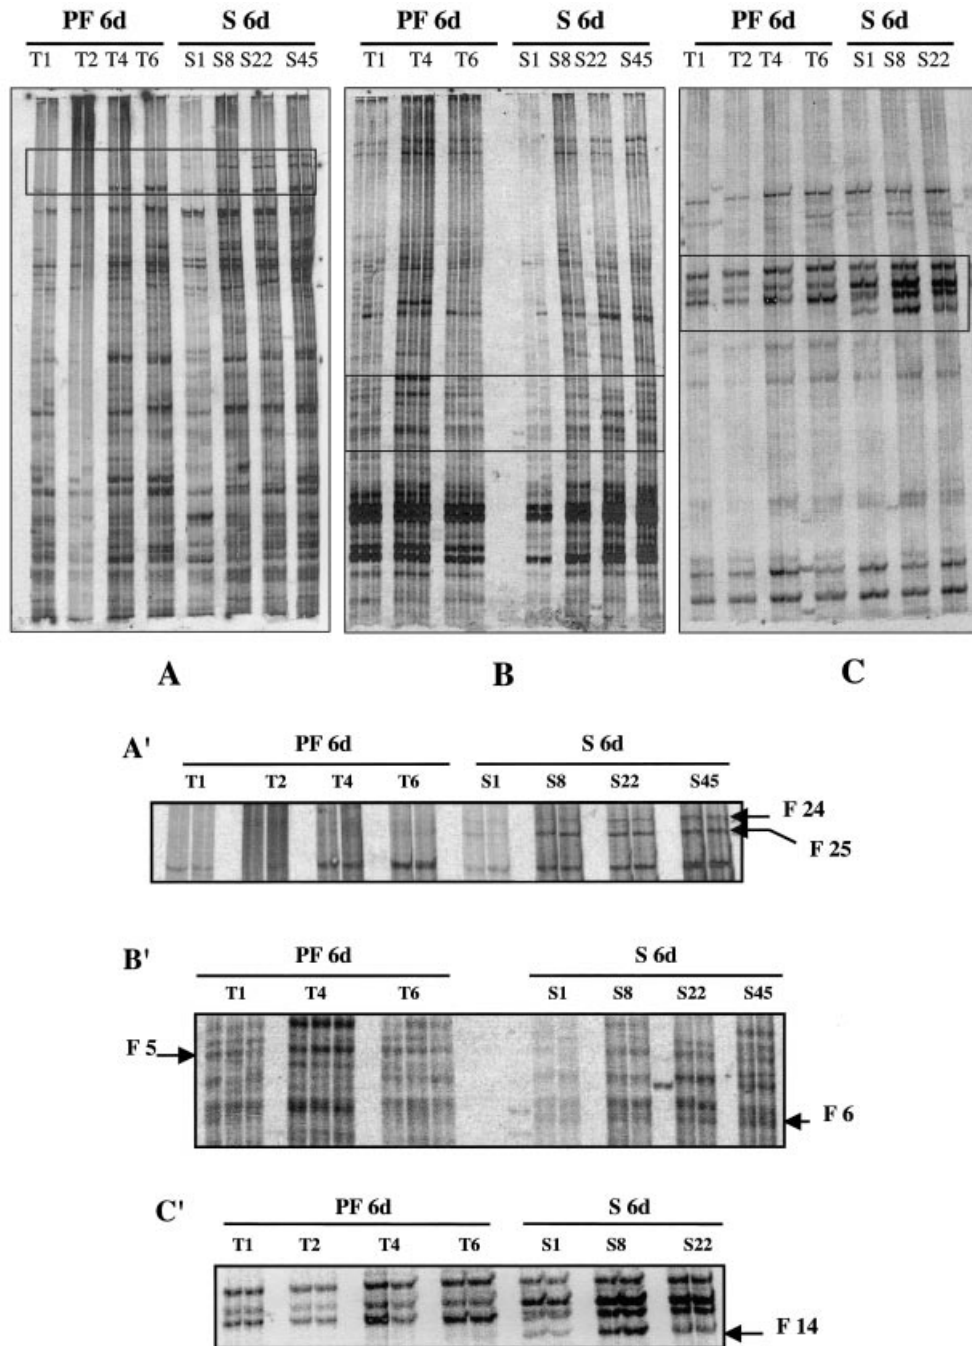 PF 6d S 6d PF 6d S 6d PF 6d S 6d
T1 T2 T4 T6 S1 S8 S22 S45 T1 T4 T6 S1 S8 S22 S45 T1 T2 T4 T6 S1 S8 S22
A B C
A' PF 6d S 6d
T1 T2 T4 T6 S1 S8 S22 S45
F 24
F 25
B' PF 6d S 6d
T1 T4 T6 S1 S8 S22 S45
F 5
F 6
C' PF 6d S 6d
T1 T2 T4 T6 S1 S8 S22
F 14